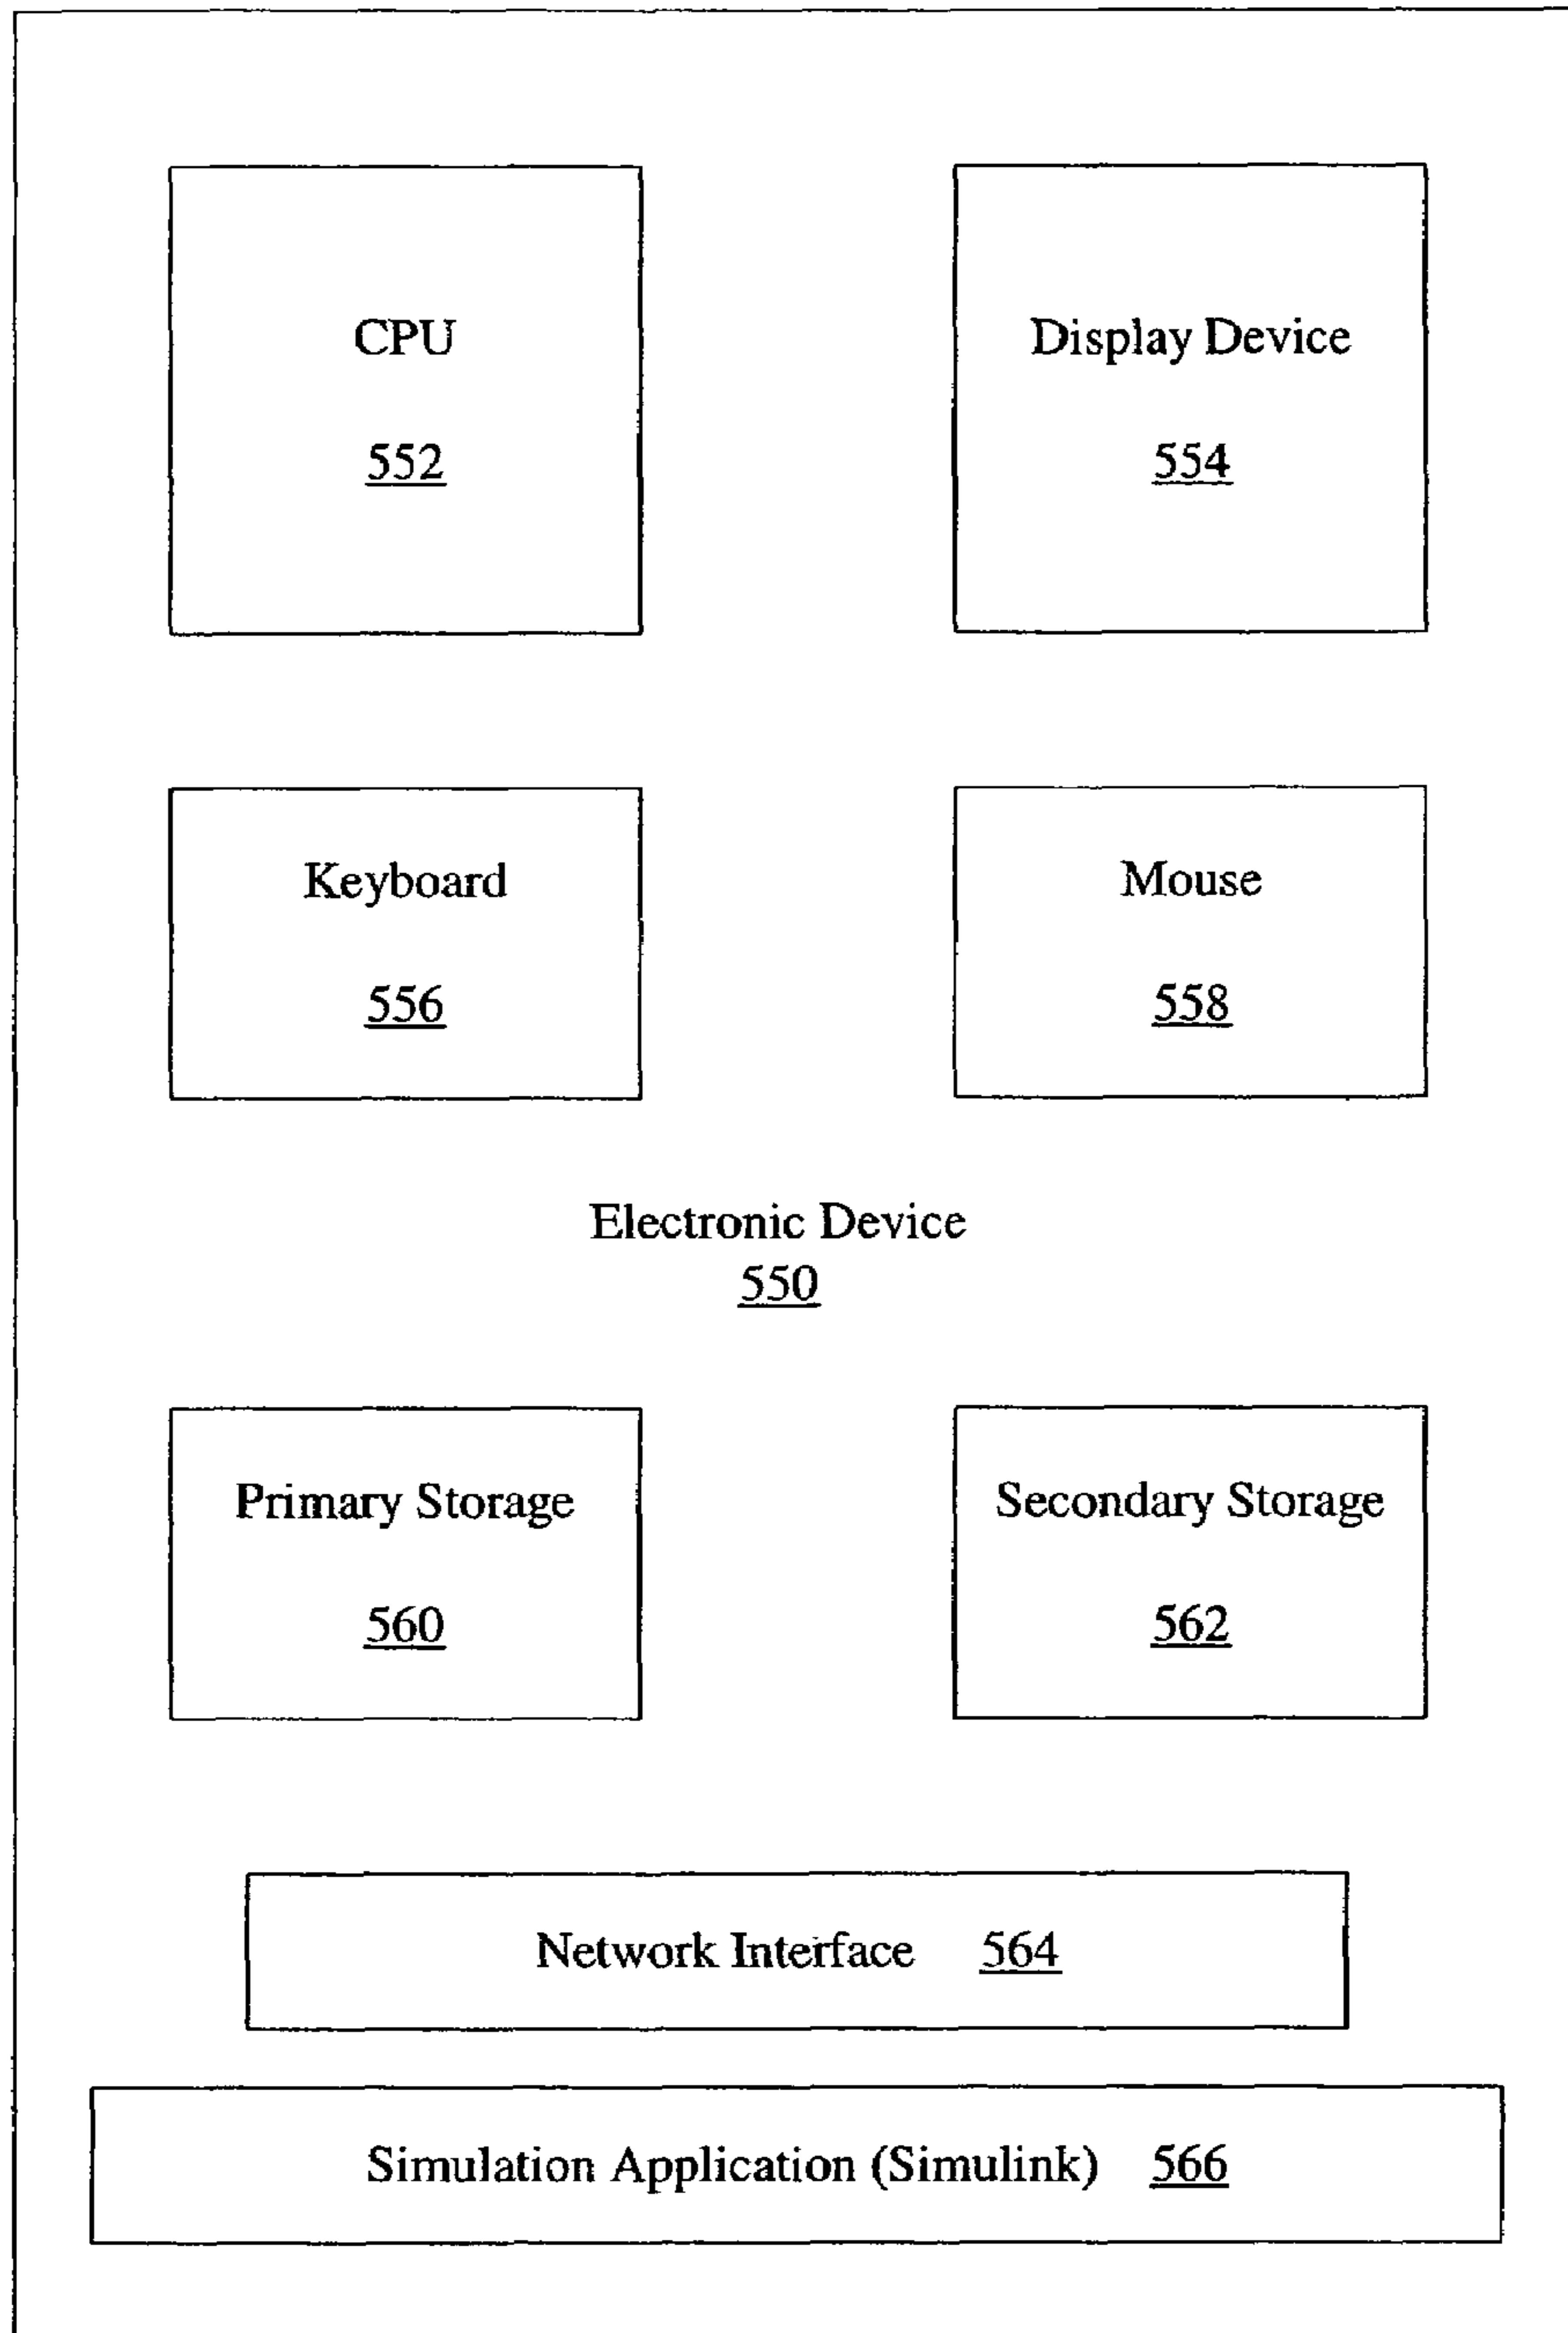 CPU
552
Display Device
554
Keyboard
556
Mouse
558
Electronic Device
550
Primary Storage
560
Secondary Storage
562
Network Interface 564
Simulation Application (Simulink) 566